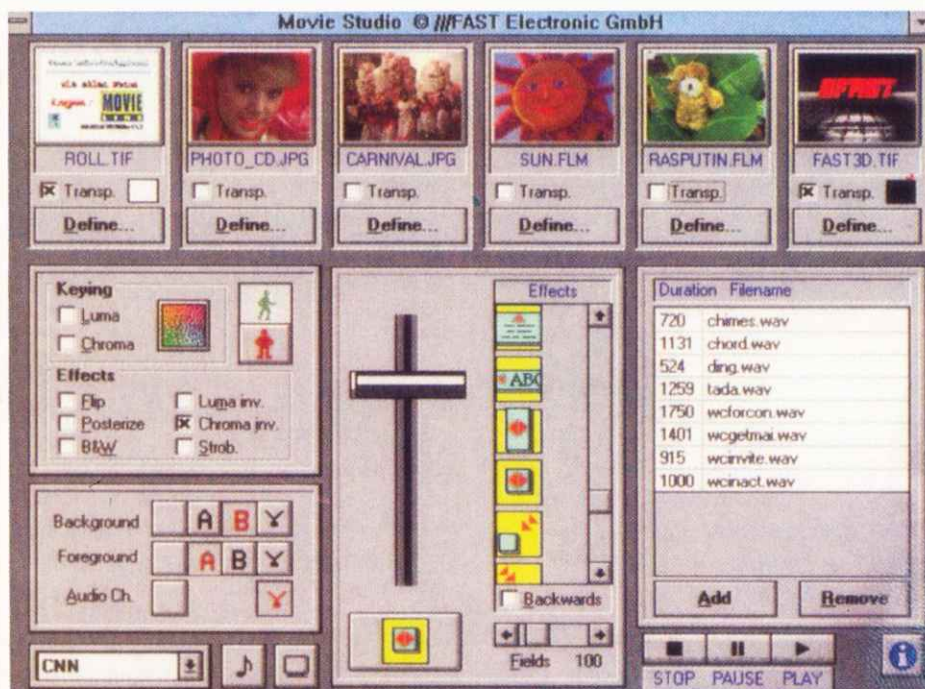 Movie Studio © ///FAST Electronic GmbH
MOVIE
LINE
ROLL.TIF
PHOTO_CD.JPG
CARNIVAL.JPG
SUN.FLM
RASPUTIN.FLM
FAST3D.TIF
Transp.
Transp.
Transp.
Transp.
Transp.
Transp.
Define...
Define...
Define...
Define...
Define...
Define...
Keying
Luma
Chroma
Effects
Flip
Luma inv.
Posterize
Chroma inv.
B&W
Strob.
Background A B
Foreground A B
Audio Ch.
CNN
Effects
ABC
Backwards
Fields 100
Duration Filename
720 chimes.wav
1131 chord.wav
524 ding.wav
1259 tada.wav
1750 wcforcon.wav
1401 wcgetmai.wav
915 wcinvite.wav
1000 wcinact.wav
Add
Remove
STOP PAUSE PLAY